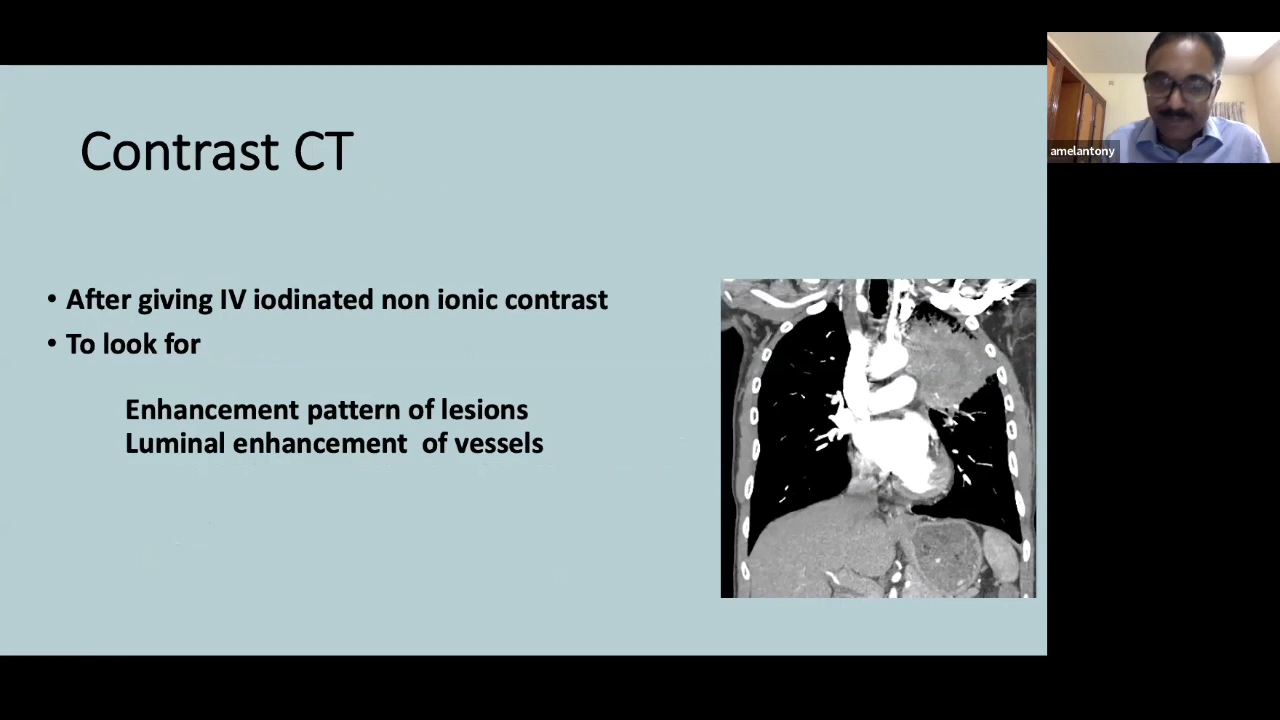 Contrast CT
• After giving IV iodinated non ionic contrast
• To look for
Enhancement pattern of lesions
Luminal enhancement of vessels
amelantony